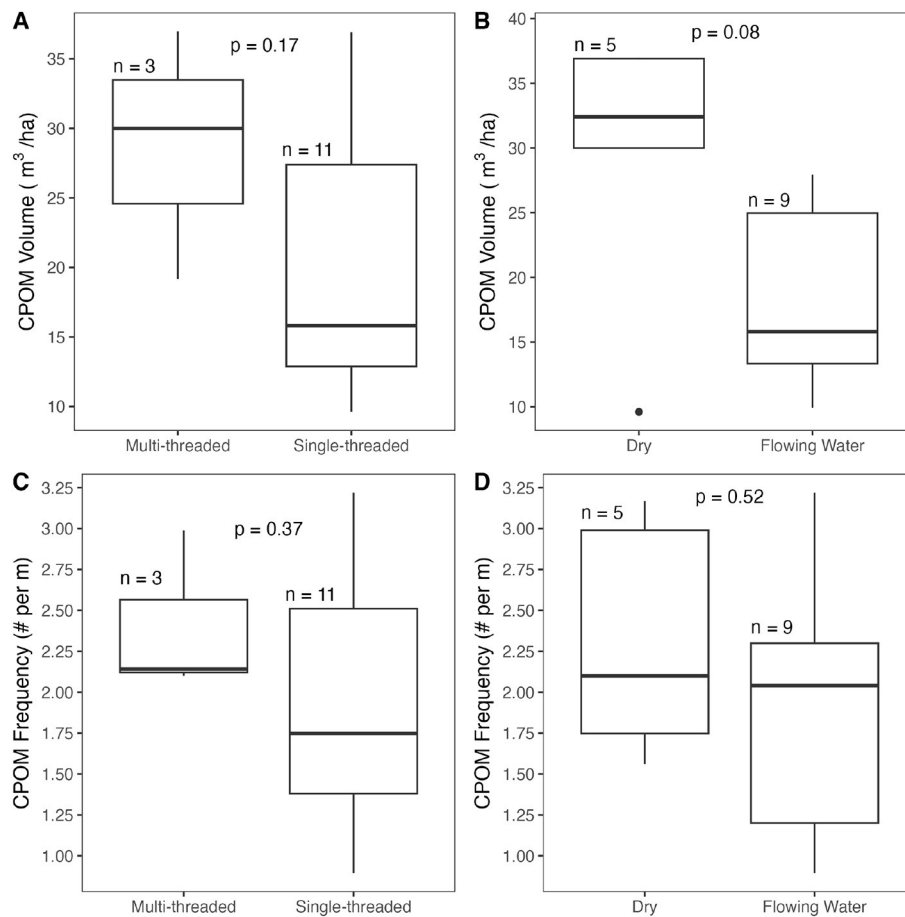 A
CPOM Volume ( m³ /ha)
35
30
25
20
15
10
n = 3
p = 0.17
n = 11
Multi-threaded
Single-threaded
B
CPOM Volume ( m³ /ha)
40
35
30
25
20
15
10
n = 5
p = 0.08
n = 9
Dry
Flowing Water
C
CPOM Frequency (# per m)
3.25
3.00
2.75
2.50
2.25
2.00
1.75
1.50
1.25
1.00
n = 3
p = 0.37
n = 11
Multi-threaded
Single-threaded
D
CPOM Frequency (# per m)
3.25
3.00
2.75
2.50
2.25
2.00
1.75
1.50
1.25
1.00
n = 5
p = 0.52
n = 9
Dry
Flowing Water